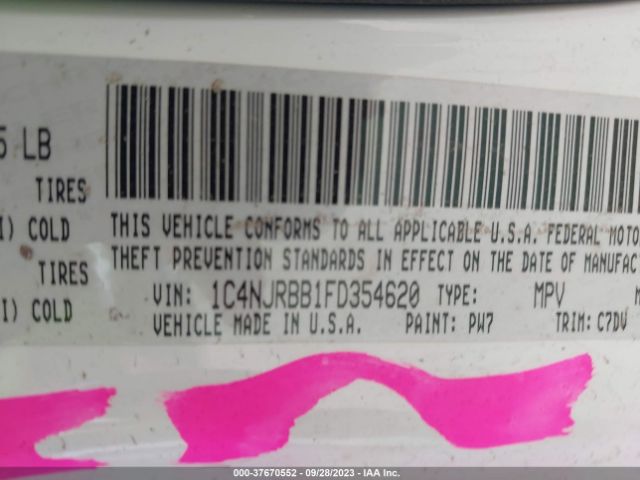 5 LB
TIRES
I) COLD
TIRES
I) COLD
THIS VEHICLE CONFORMS TO ALL APPLICABLE U.S.A. FEDERAL MOTO
THEFT PREVENTION STANDARDS IN EFFECT ON THE DATE OF MANUFAC
VIN: 1C4NJRBB1FD354620 TYPE: MPV
VEHICLE MADE IN U.S.A. PAINT: PW7 TRIM: C7DV
000-37670552 - 09/28/2023 - IAA Inc.